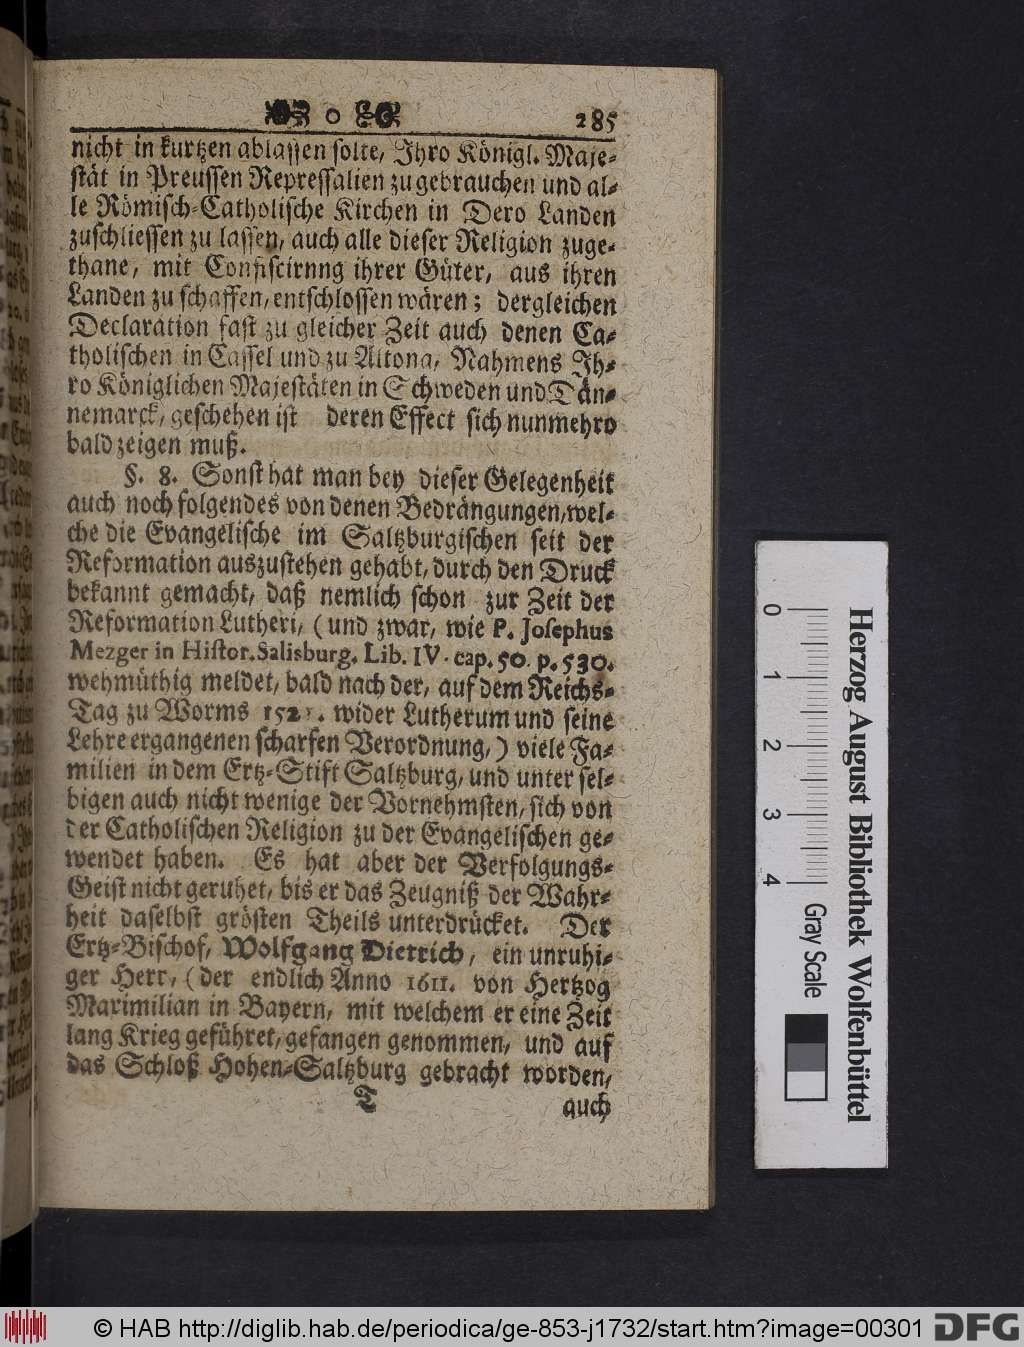 285
nicht in kurtzen ablassen solte, Ihro Königl. Maje-
stät in Preussen Repressalien zu gebrauchen und al-
le Römisch-Catholische Kirchen in Dero Landen
zuschliessen zu lassen, auch alle dieser Religion zuge-
thane, mit Confiscirnng ihrer Güter, aus ihren
Landen zu schaffen, entschlossen wären; dergleichen
Declaration fast zu gleicher Zeit auch denen Ca-
tholischen in Cassel und zu Altona, Nahmens Ih-
ro Königlichen Majestäten in Schweden und Dän-
nemarck, geschehen ist deren Effect sich nunmehro
bald zeigen muß.
§. 8. Sonst hat man bey dieser Gelegenheit
auch noch folgendes von denen Bedrängungen, wel-
che die Evangelische im Saltzburgischen seit der
Reformation auszustehen gehabt, durch den Druck
bekannt gemacht, daß nemlich schon zur Zeit der
Reformation Lutheri, (und zwar, wie P. Josephus
Mezger in Histor. Salisburg. Lib. IV. cap. 50. p. 530.
wehmüthig meldet, bald nach der, auf dem Reichs-
Tag zu Worms 1521. wider Lutherum und seine
Lehre ergangenen scharfen Verordnung,) viele Fa-
milien in dem Ertz-Stift Saltzburg, und unter sel-
bigen auch nicht wenige der Vornehmsten, sich von
der Catholischen Religion zu der Evangelischen ge-
wendet haben. Es hat aber der Verfolgungs-
Geist nicht geruhet, bis er das Zeugniß der Wahr-
heit daselbst grösten Theils unterdrücket. Der
Ertz-Bischof, Wolfgang Dietrich, ein unruhi-
ger Herr, (der endlich Anno 1611. von Hertzog
Maximilian in Bayern, mit welchem er eine Zeit
lang Krieg geführet, gefangen genommen, und auf
das Schloß Hohen-Saltzburg gebracht worden,
T auch
0 1 2 3 4 Gray Scale
Herzog August Bibliothek Wolfenbüttel
© HAB http://diglib.hab.de/periodica/ge-853-j1732/start.htm?image=00301 DFG